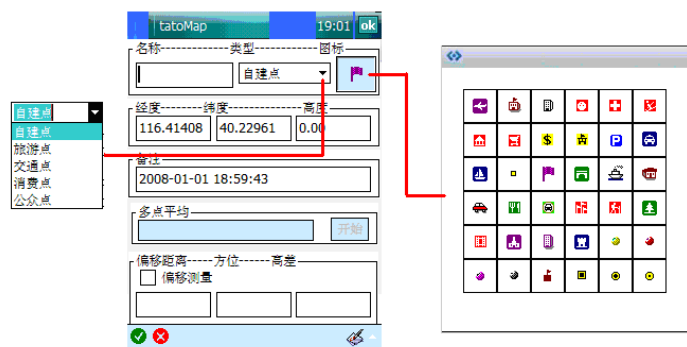 tatoMap 19:01 ok
名称 类型 图标
自建点
经度 纬度 高度
116.41408 40.22961 0.00
备注
2008-01-01 18:59:43
多点平均
开始
偏移距离 方位 高差
偏移测量
自建点
自建点
旅游点
交通点
消费点
公众点